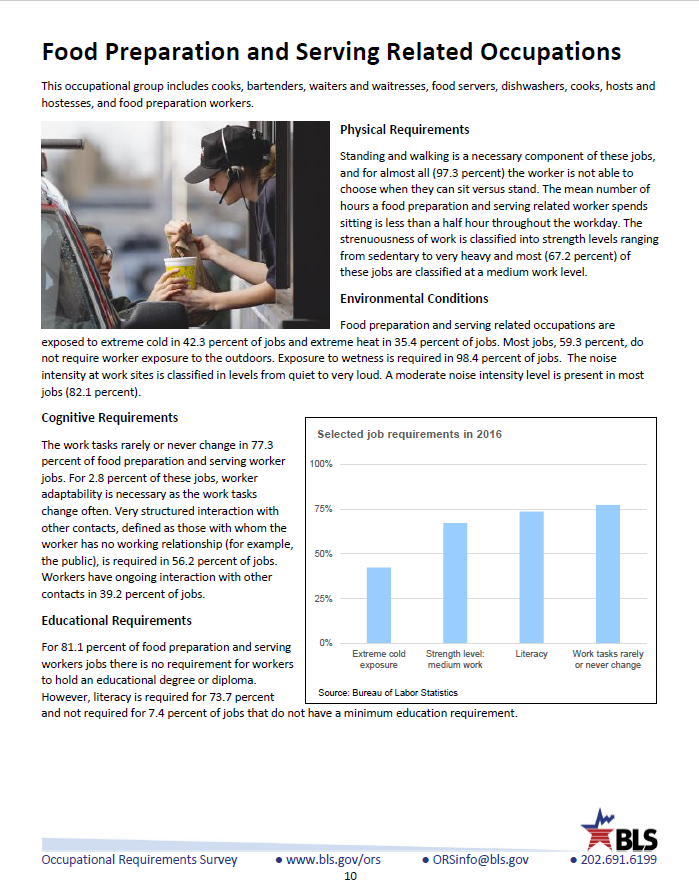 Food Preparation and Serving Related Occupations
This occupational group includes cooks, bartenders, waiters and waitresses, food servers, dishwashers, cooks, hosts and
hostesses, and food preparation workers.
Physical Requirements
Standing and walking is a necessary component of these jobs,
and for almost all (97.3 percent) the worker is not able to
choose when they can sit versus stand. The mean number of
hours a food preparation and serving related worker spends
sitting is less than a half hour throughout the workday. The
strenuousness of work is classified into strength levels ranging
from sedentary to very heavy and most (67.2 percent) of
these jobs are classified at a medium work level.
Environmental Conditions
Food preparation and serving related occupations are
exposed to extreme cold in 42.3 percent of jobs and extreme heat in 35.4 percent of jobs. Most jobs, 59.3 percent, do
not require worker exposure to the outdoors. Exposure to wetness is required in 98.4 percent of jobs. The noise
intensity at work sites is classified in levels from quiet to very loud. A moderate noise intensity level is present in most
jobs (82.1 percent).
Cognitive Requirements
The work tasks rarely or never change in 77.3
percent of food preparation and serving worker
jobs. For 2.8 percent of these jobs, worker
adaptability is necessary as the work tasks
change often. Very structured interaction with
other contacts, defined as those with whom the
worker has no working relationship (for example,
the public), is required in 56.2 percent of jobs.
Workers have ongoing interaction with other
contacts in 39.2 percent of jobs.
Educational Requirements
For 81.1 percent of food preparation and serving
workers jobs there is no requirement for workers
to hold an educational degree or diploma.
However, literacy is required for 73.7 percent
and not required for 7.4 percent of jobs that do not have a minimum education requirement.
Selected job requirements in 2016
100%
75%
50%
25%
0%
Extreme cold
exposure
Strength level:
medium work
Literacy
Work tasks rarely
or never change
Source: Bureau of Labor Statistics
BLS
Occupational Requirements Survey • www.bls.gov/ors • ORSinfo@bls.gov • 202.691.6199
10